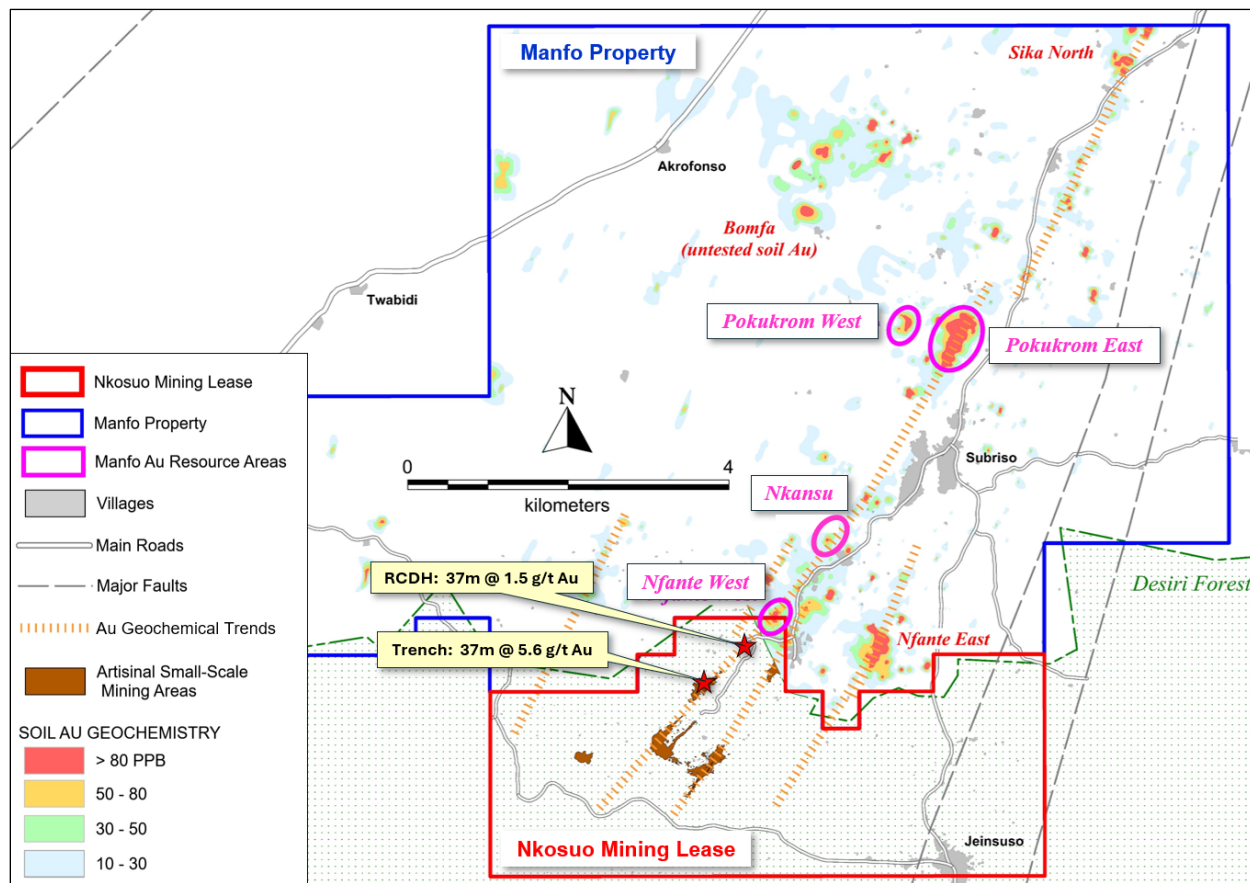 Manfo Property
Sika North
Akrofonso
Bomfa
(untested soil Au)
Twabidi
Pokukrom West
Pokukrom East
N
0
4
kilometers
Subriso
Nkansu
Desiri Forest
RCDH: 37m @ 1.5 g/t Au
Nfante West
Trench: 37m @ 5.6 g/t Au
Nfante East
Jeinsuso
Nkosuo Mining Lease
Nkosuo Mining Lease
Manfo Property
Manfo Au Resource Areas
Villages
Main Roads
Major Faults
Au Geochemical Trends
Artisinal Small-Scale
Mining Areas
SOIL AU GEOCHEMISTRY
> 80 PPB
50 - 80
30 - 50
10 - 30